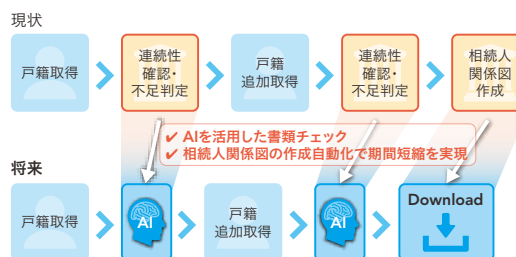 現状
戸籍取得
連続性
確認・
不足判定
戸籍
追加取得
連続性
確認・
不足判定
相続人
関係図
作成
✔ AIを活用した書類チェック
✔ 相続人関係図の作成自動化で期間短縮を実現
将来
戸籍取得
AI
戸籍
追加取得
AI
Download